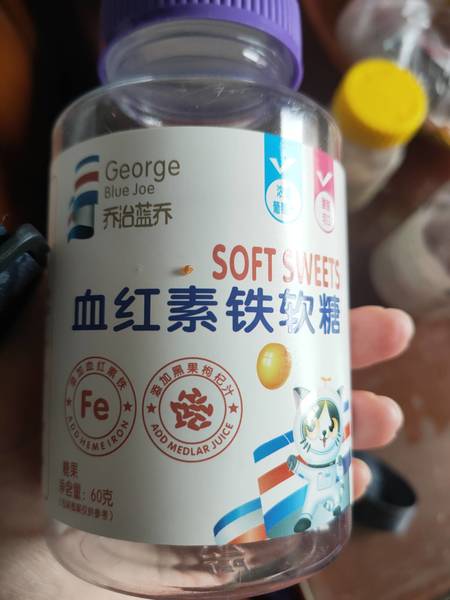 George
Blue Joe
乔治蓝乔
SOFT SWEETS
血红素铁软糖
添加血红素铁
Fe
ADD HEME IRON
添加黑果枸杞汁
ADD MEDLAR JUICE
糖果
净含量：60克